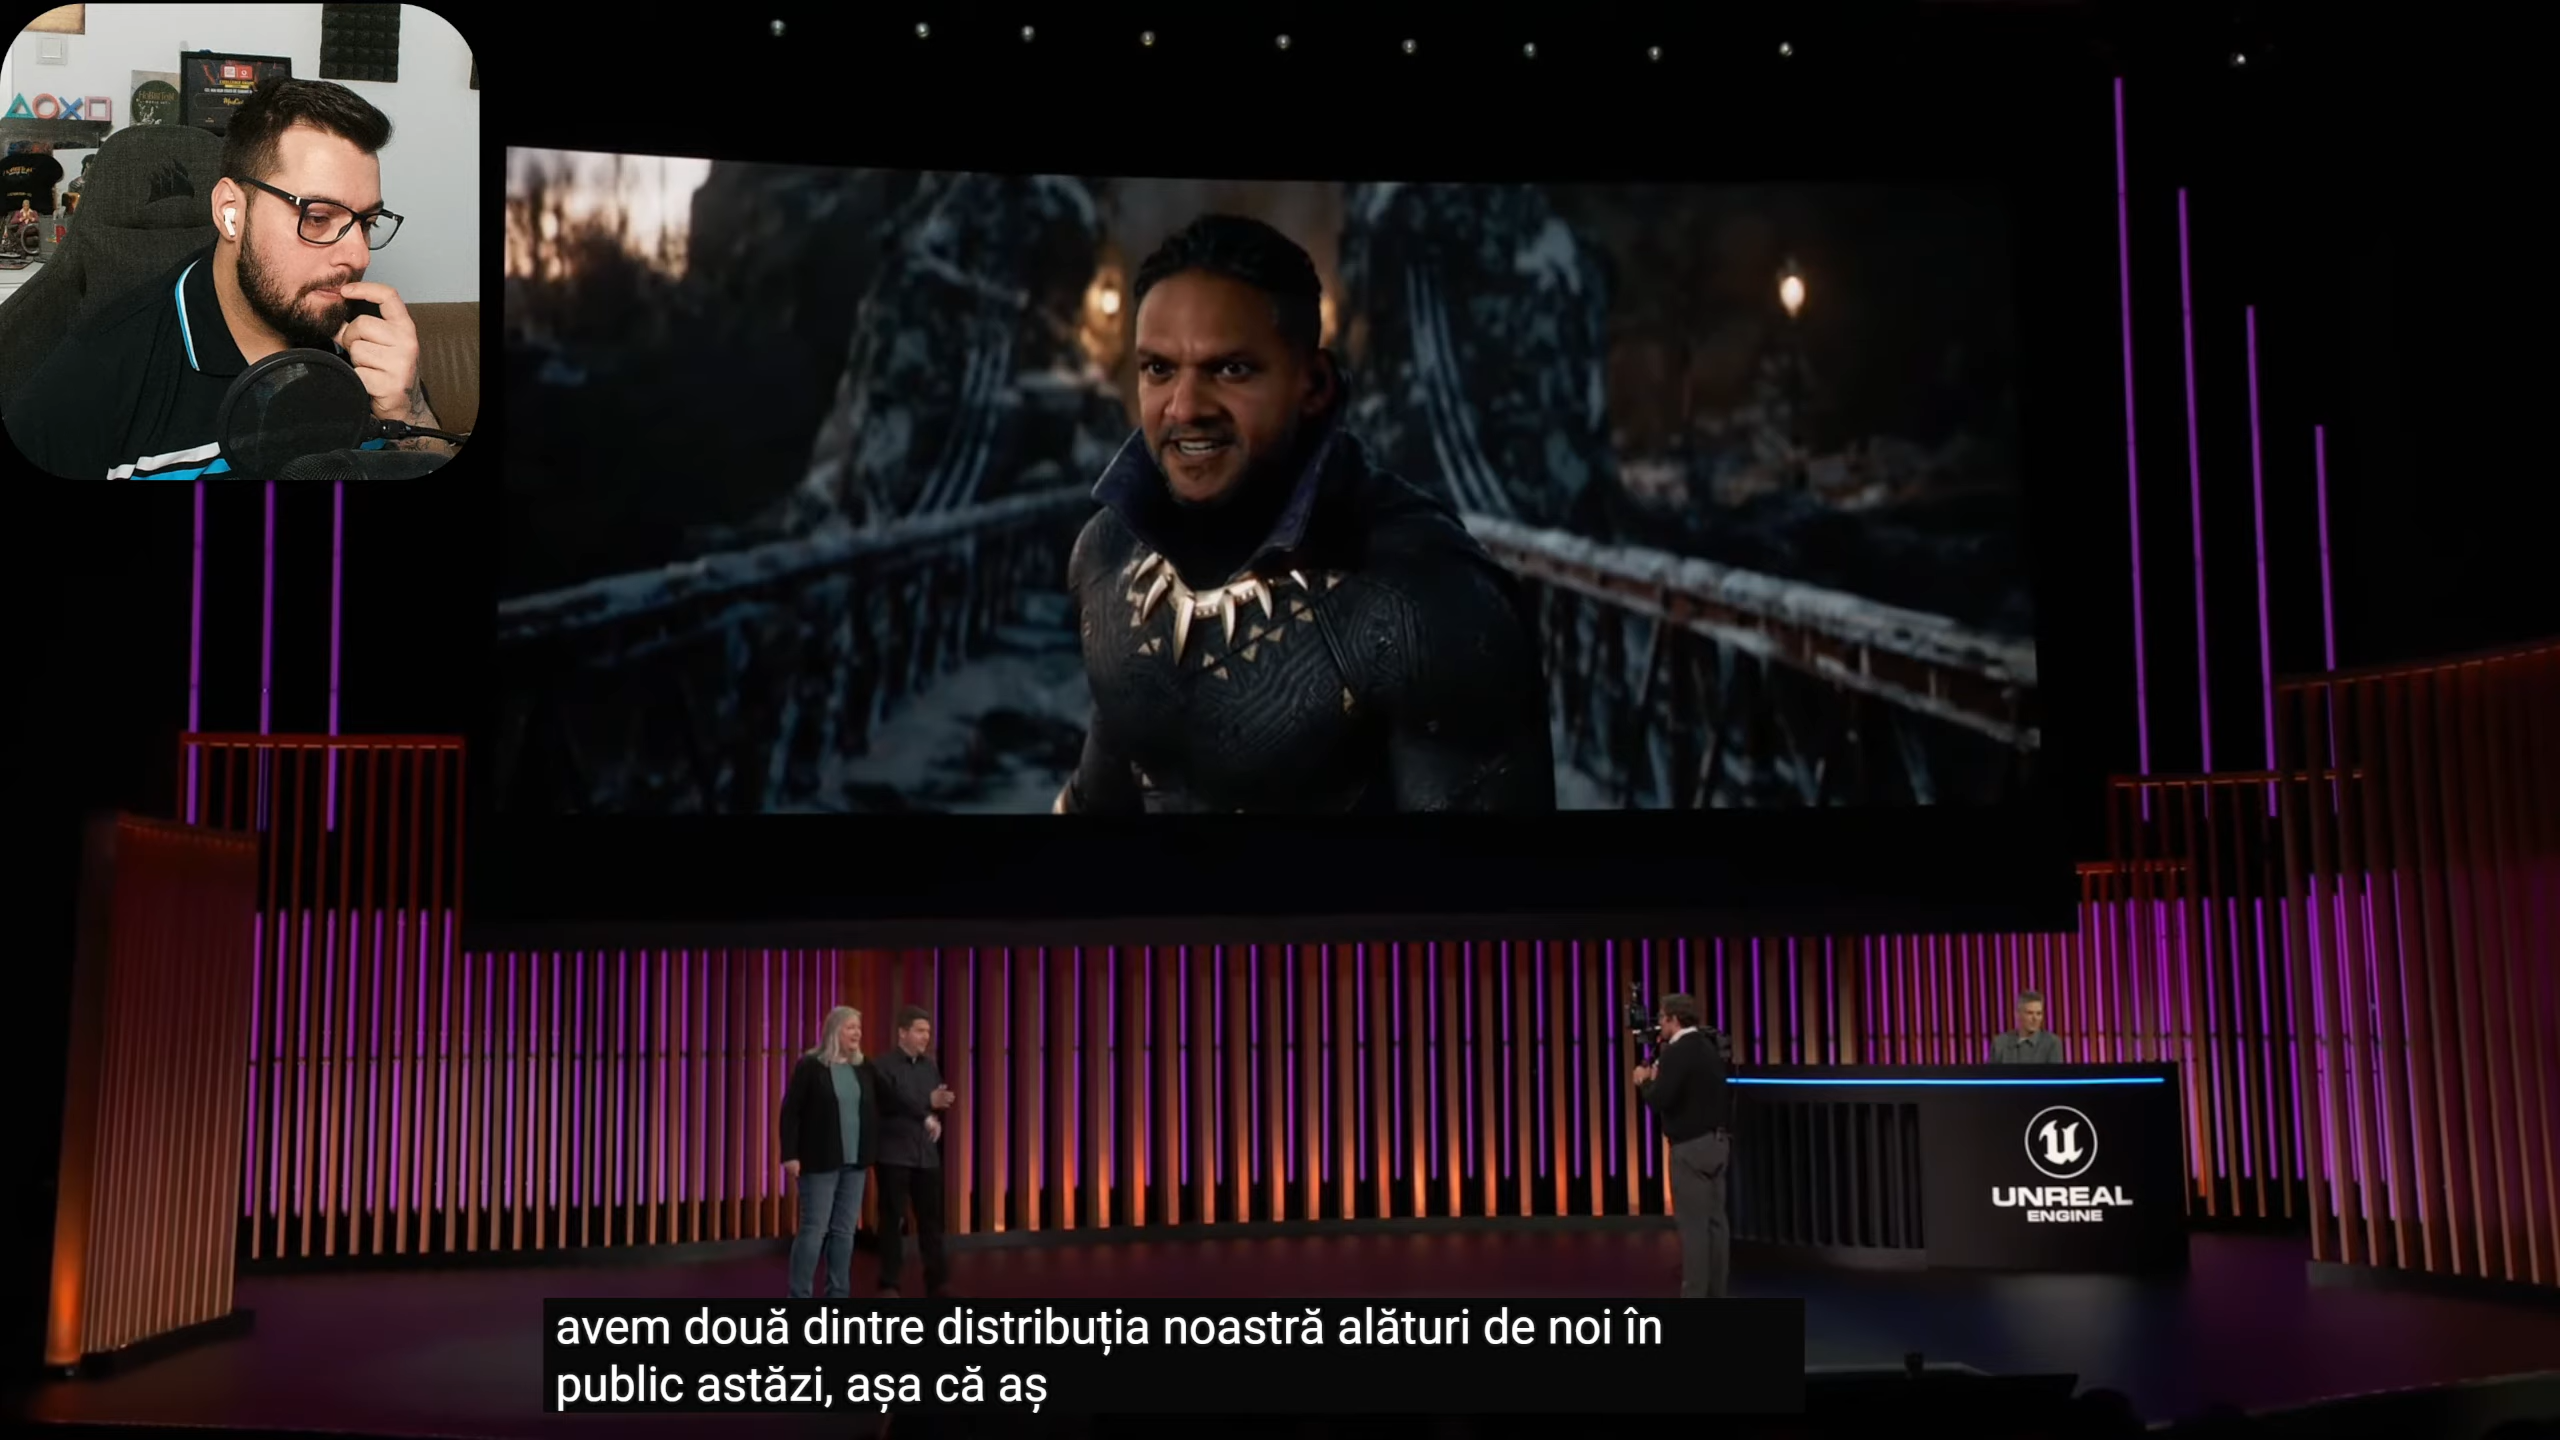 UNREAL
ENGINE
avem două dintre distribuția noastră alături de noi în
public astăzi, așa că aș